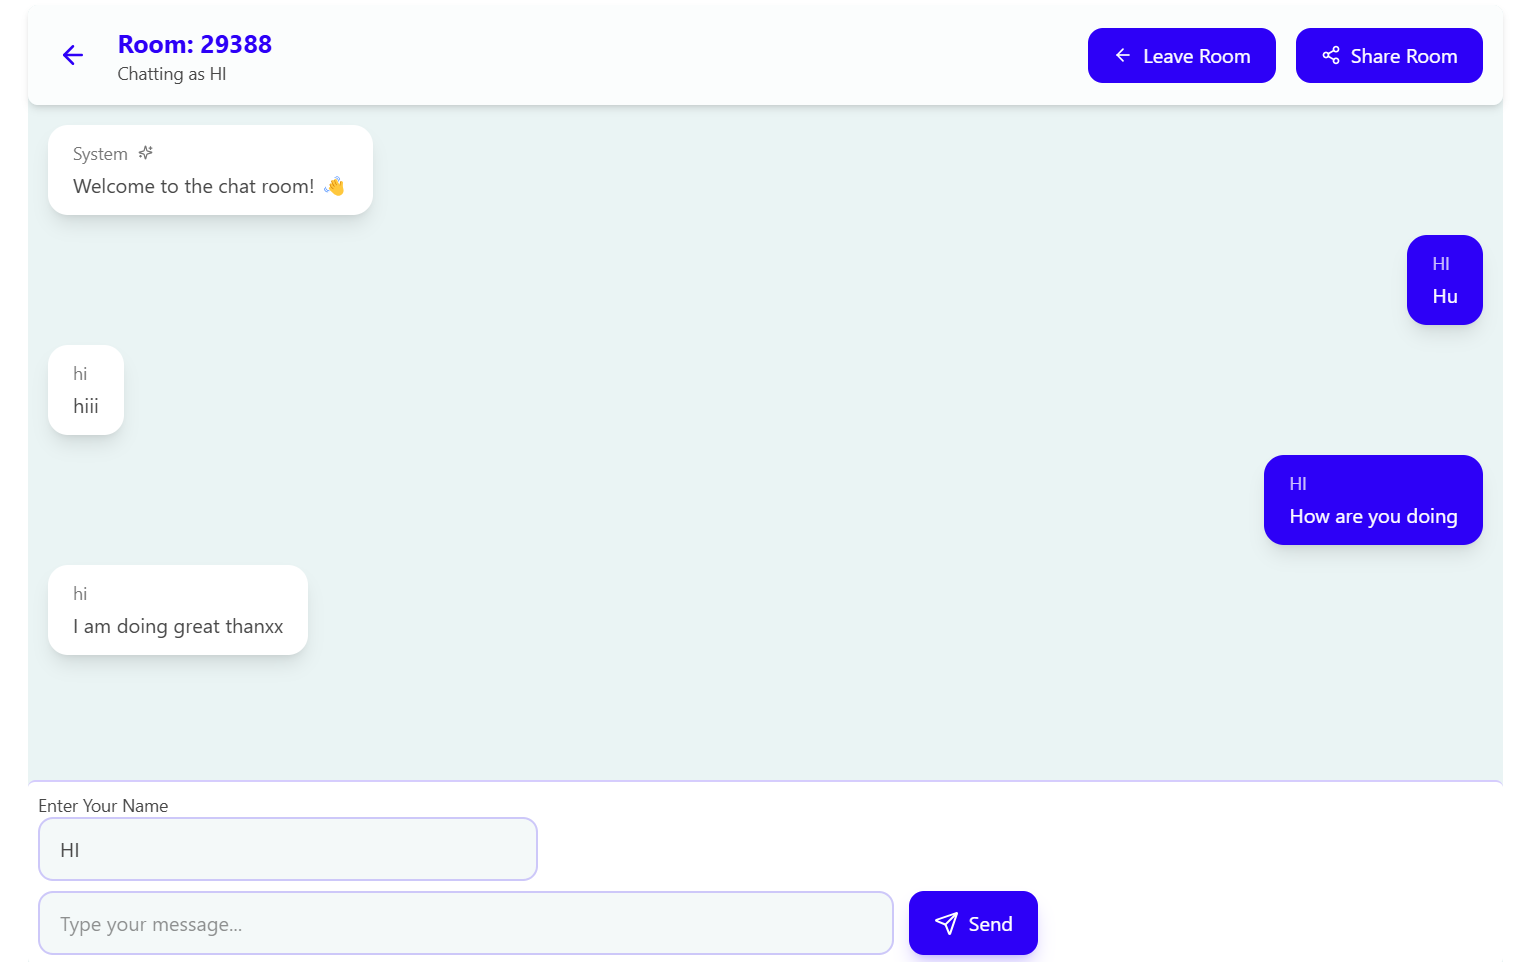 Room: 29388
Chatting as HI
Leave Room
Share Room
System
Welcome to the chat room! 👋
HI
Hu
hi
hiii
HI
How are you doing
hi
I am doing great thanxx
Enter Your Name
HI
Type your message...
Send